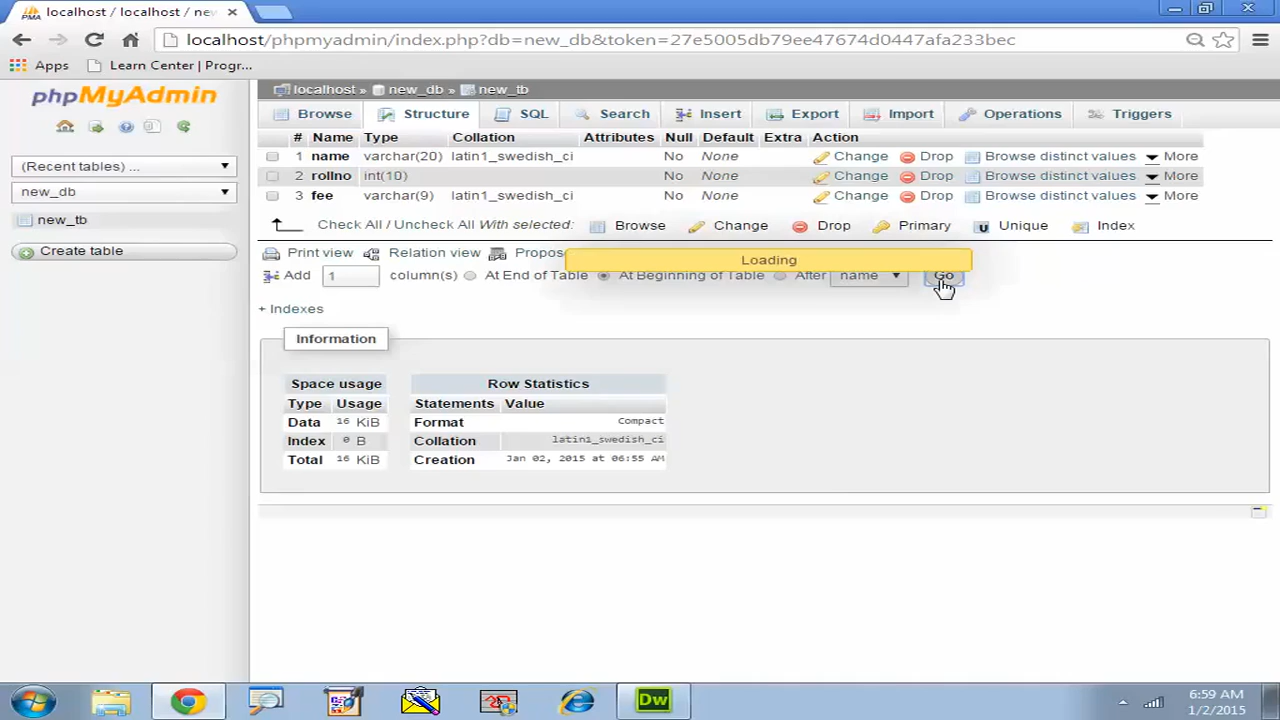 PMA localhost / localhost / new
localhost/phpmyadmin/index.php?db=new_db&token=27e5005db79ee47674d0447afa233bec
Apps Learn Center | Progr...
phpMyAdmin
(Recent tables) ...
new_db
new_tb
Create table
localhost » new_db » new_tb
Browse Structure SQL Search Insert Export Import Operations Triggers
# Name Type Collation Attributes Null Default Extra Action
1 name varchar(20) latin1_swedish_ci No None Change Drop Browse distinct values More
2 rollno int(10) No None Change Drop Browse distinct values More
3 fee varchar(9) latin1_swedish_ci No None Change Drop Browse distinct values More
Check All / Uncheck All With selected: Browse Change Drop Primary U Unique Index
Print view Relation view Propos
Loading
Add 1 column(s) At End of Table At Beginning of Table After name Go
+ Indexes
Information
Space usage
Type Usage
Data 16 KiB
Index 0 B
Total 16 KiB
Row Statistics
Statements Value
Format Compact
Collation latin1_swedish_ci
Creation Jan 02, 2015 at 06:55 AM
Dw
6:59 AM
1/2/2015